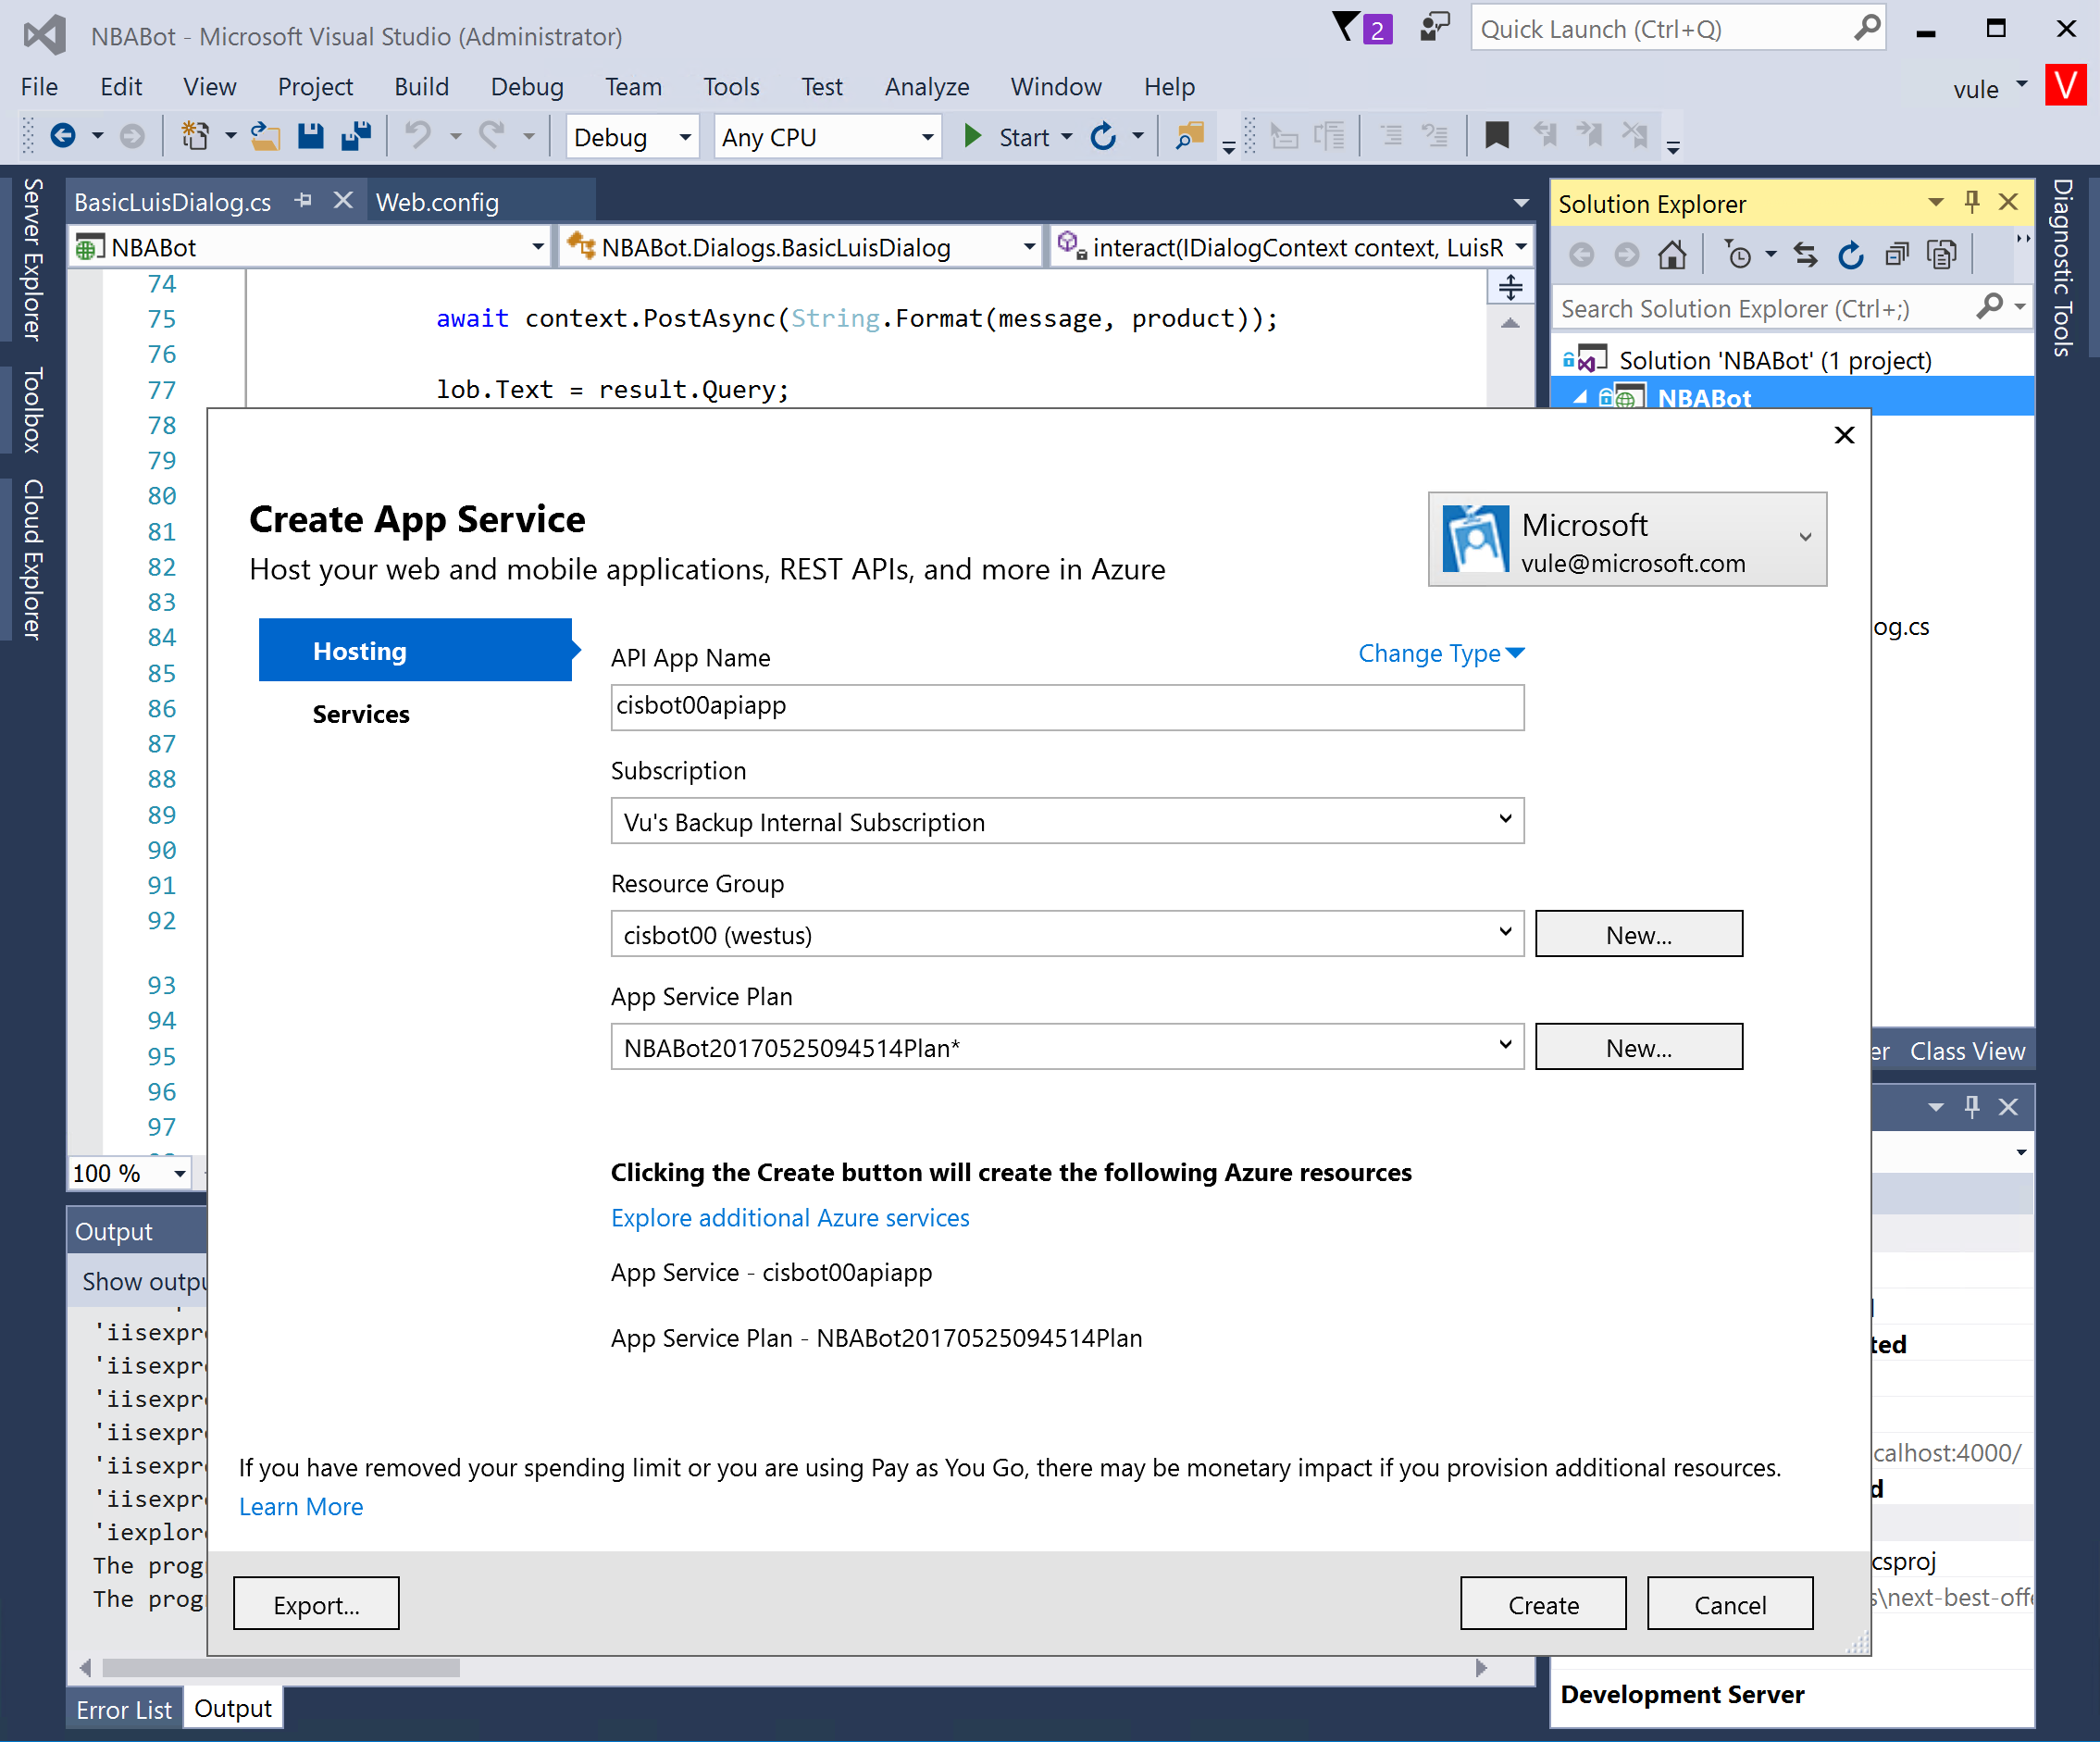 NBABot - Microsoft Visual Studio (Administrator)
2
Quick Launch (Ctrl+Q)
File Edit View Project Build Debug Team Tools Test Analyze Window Help
vule
V
Debug
Any CPU
Start
Server Explorer
Toolbox
Cloud Explorer
BasicLuisDialog.cs
Web.config
NBABot
NBABot.Dialogs.BasicLuisDialog
interact(IDialogContext context, LuisR
74
75 await context.PostAsync(String.Format(message, product));
76
77 lob.Text = result.Query;
78
79
80
81
82
83
84
85
86
87
88
89
90
91
92
93
94
95
96
97
100 %
Solution Explorer
Search Solution Explorer (Ctrl+;)
Solution 'NBABot' (1 project)
NBABot
og.cs
er
Class View
Diagnostic Tools
Create App Service
Host your web and mobile applications, REST APIs, and more in Azure
Microsoft
vule@microsoft.com
Hosting
Services
API App Name
Change Type
cisbot00apiapp
Subscription
Vu's Backup Internal Subscription
Resource Group
cisbot00 (westus)
New...
App Service Plan
NBABot20170525094514Plan*
New...
Clicking the Create button will create the following Azure resources
Explore additional Azure services
App Service - cisbot00apiapp
App Service Plan - NBABot20170525094514Plan
If you have removed your spending limit or you are using Pay as You Go, there may be monetary impact if you provision additional resources.
Learn More
Export...
Create
Cancel
Output
Show outpu
'iisexpr
'iisexpr
'iisexpr
'iisexpr
'iisexpr
'iisexpr
'iexplor
The prog
The prog
Error List
Output
ted
calhost:4000/
d
csproj
s\next-best-offe
Development Server